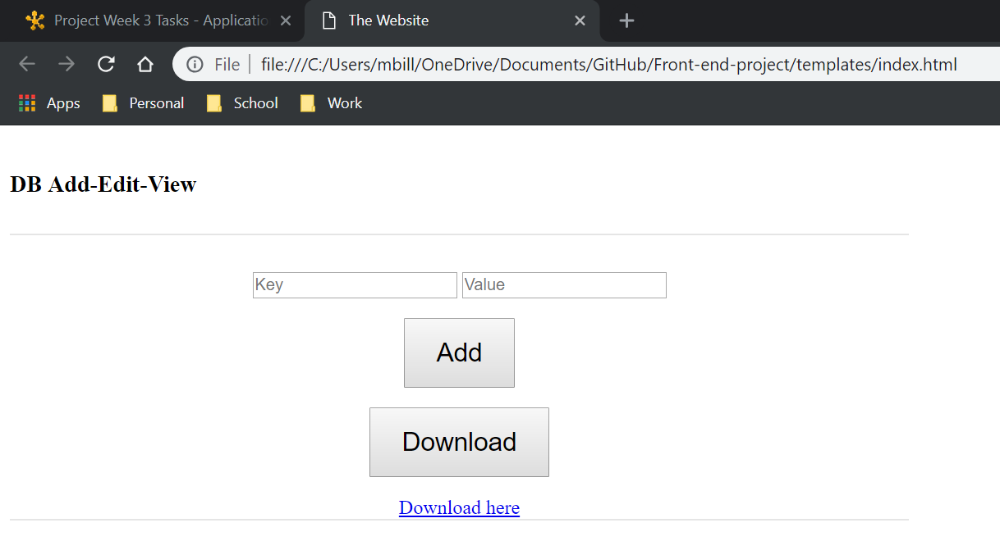 Project Week 3 Tasks - Applicatio
The Website
File file:///C:/Users/mbill/OneDrive/Documents/GitHub/Front-end-project/templates/index.html
Apps Personal School Work
DB Add-Edit-View
Key Value
Add
Download
Download here